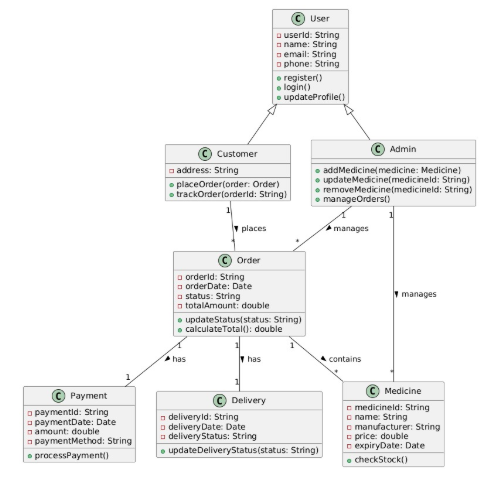 C User
userId: String
name: String
email: String
phone: String
register()
login()
updateProfile()
C Customer
address: String
placeOrder(order: Order)
trackOrder(orderId: String)
C Admin
addMedicine(medicine: Medicine)
updateMedicine(medicineId: String)
removeMedicine(medicineId: String)
manageOrders()
1
places
*
1
manages
*
1
manages
*
C Order
orderId: String
orderDate: Date
status: String
totalAmount: double
updateStatus(status: String)
calculateTotal(): double
1
has
1
1
has
1
1
contains
*
C Payment
paymentId: String
paymentDate: Date
amount: double
paymentMethod: String
processPayment()
C Delivery
deliveryId: String
deliveryDate: Date
deliveryStatus: String
updateDeliveryStatus(status: String)
C Medicine
medicineId: String
name: String
manufacturer: String
price: double
expiryDate: Date
checkStock()